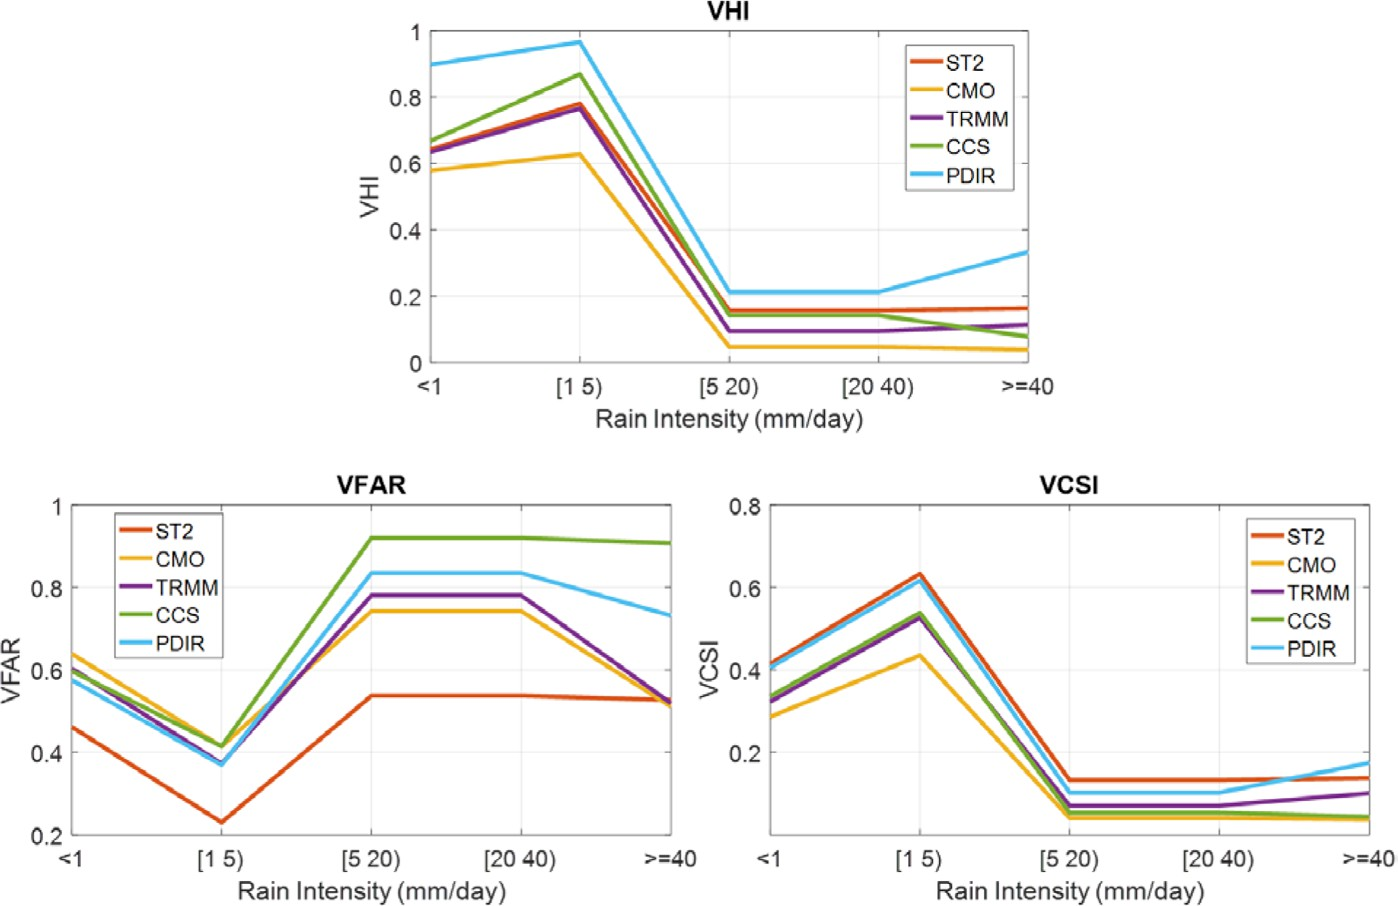 VHI
VHI
1
0.8
0.6
0.4
0.2
0
ST2
CMO
TRMM
CCS
PDIR
<1 [1 5) [5 20) [20 40) >=40
Rain Intensity (mm/day)
VFAR
VFAR
1
0.8
0.6
0.4
0.2
ST2
CMO
TRMM
CCS
PDIR
<1 [1 5) [5 20) [20 40) >=40
Rain Intensity (mm/day)
VCSI
VCSI
0.8
0.6
0.4
0.2
ST2
CMO
TRMM
CCS
PDIR
<1 [1 5) [5 20) [20 40) >=40
Rain Intensity (mm/day)